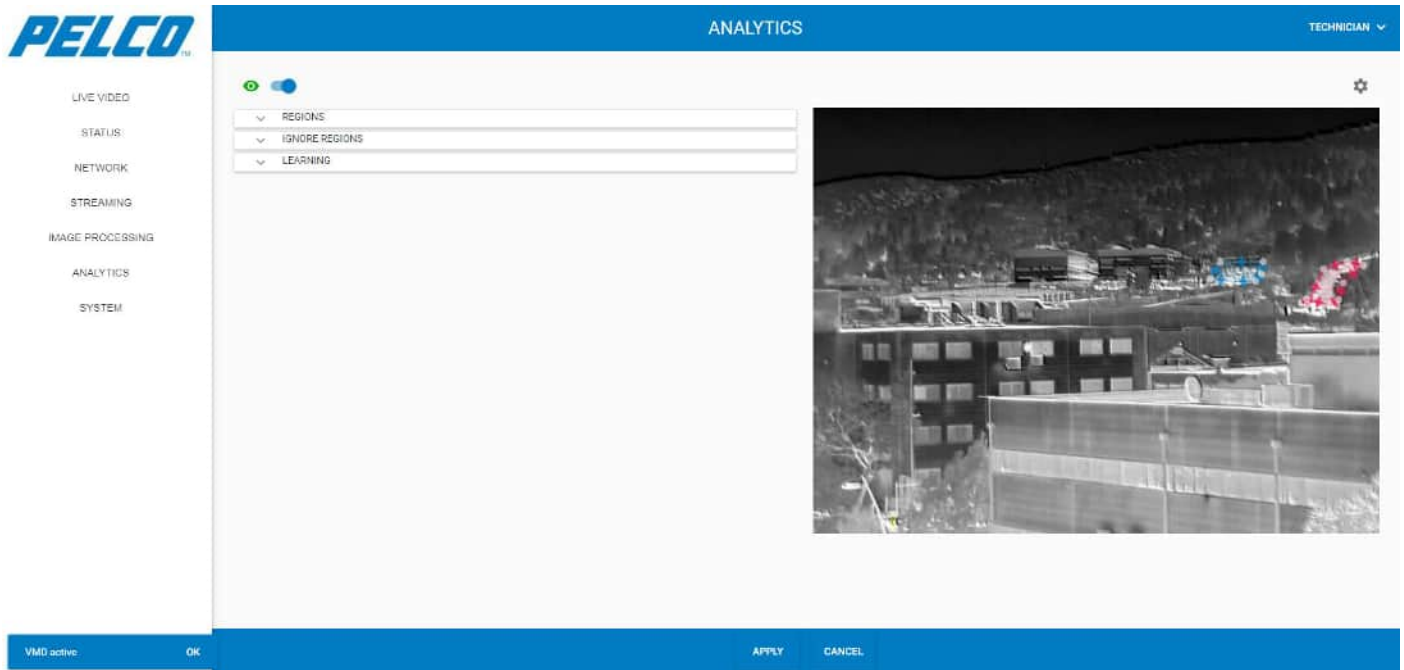 PELCO
TM
ANALYTICS
TECHNICIAN
LIVE VIDEO
STATUS
NETWORK
STREAMING
IMAGE PROCESSING
ANALYTICS
SYSTEM
REGIONS
IGNORE REGIONS
LEARNING
VMD active OK
APPLY CANCEL